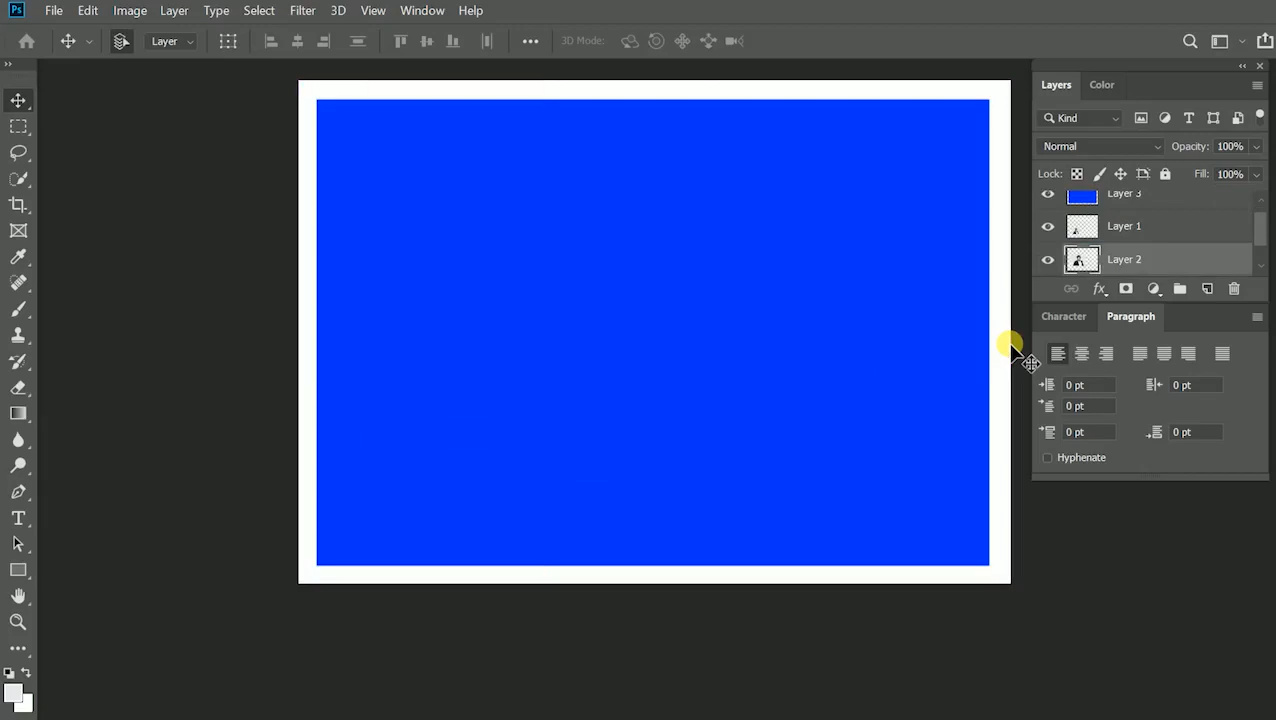 Ps File Edit Image Layer Type Select Filter 3D View Window Help
Layer 3D Mode:
Layers Color
Kind
Normal Opacity: 100%
Lock: Fill: 100%
Layer 3
Layer 1
Layer 2
fx
Character Paragraph
0 pt 0 pt
0 pt
0 pt 0 pt
Hyphenate